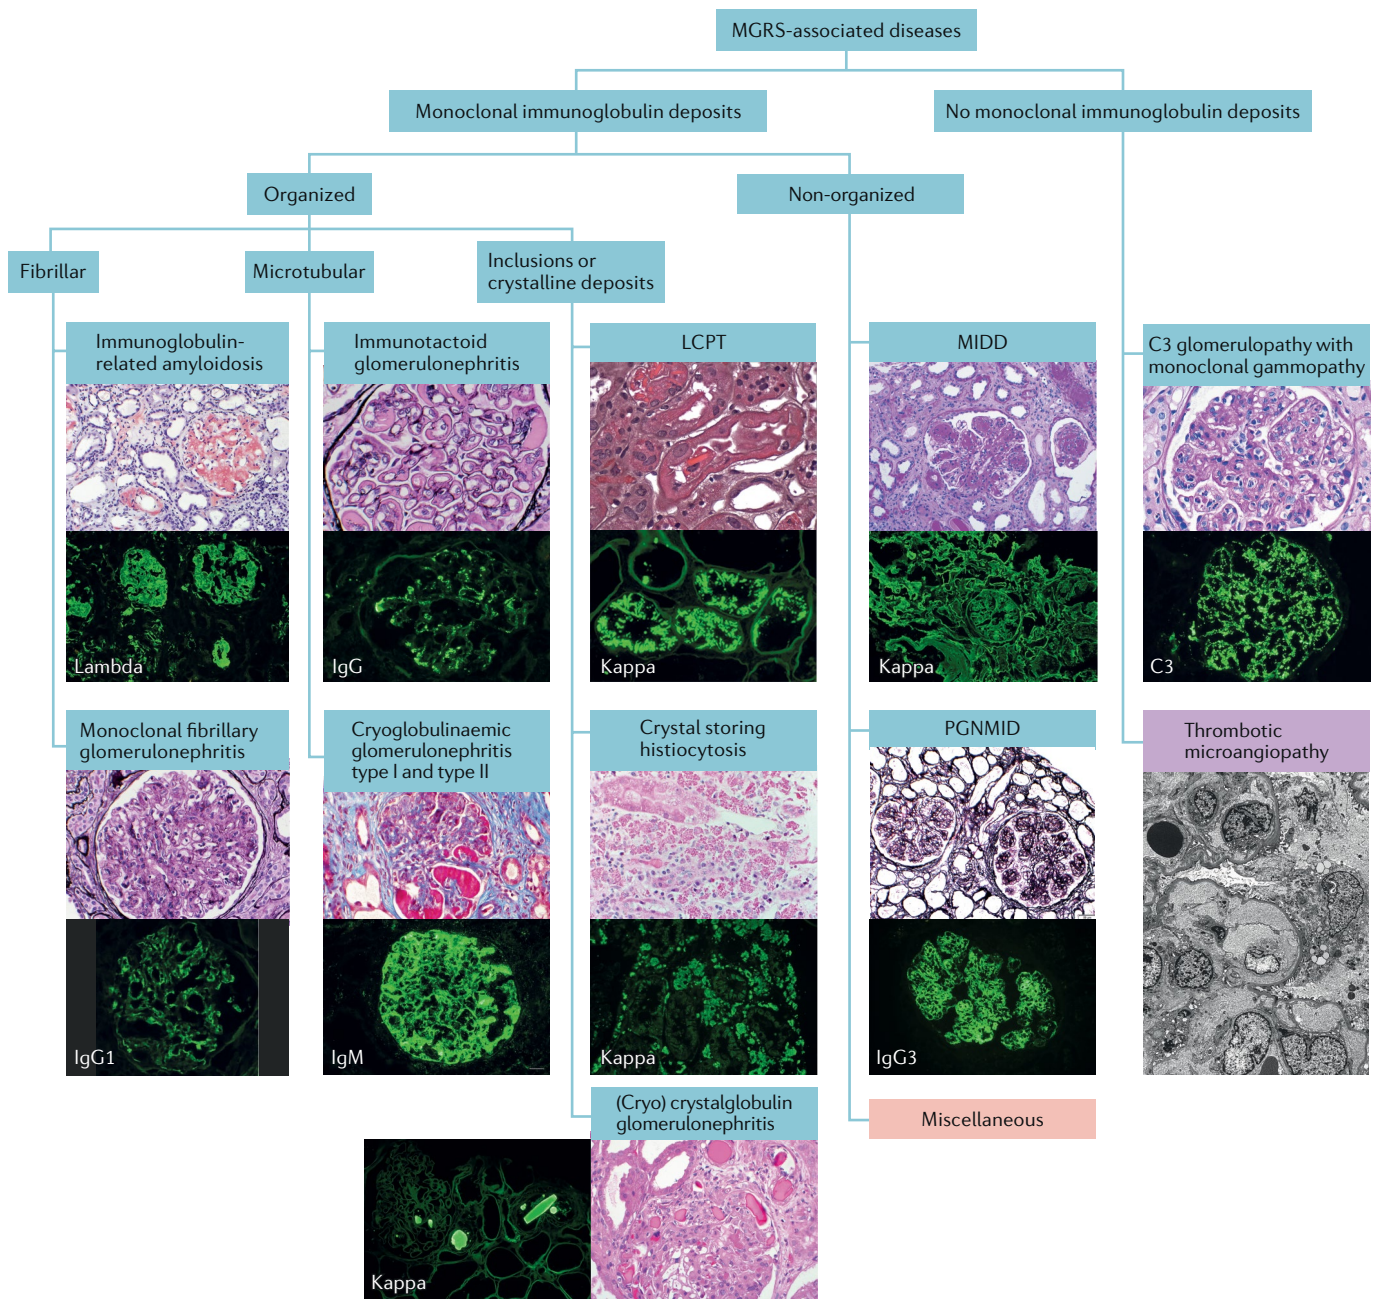 MGRS-associated diseases
Monoclonal immunoglobulin deposits
No monoclonal immunoglobulin deposits
Organized
Non-organized
Fibrillar
Microtubular
Inclusions or
crystalline deposits
Immunoglobulin-
related amyloidosis
Immunotactoid
glomerulonephritis
LCPT
MIDD
C3 glomerulopathy with
monoclonal gammopathy
Lambda
IgG
Kappa
Kappa
C3
Monoclonal fibrillary
glomerulonephritis
Cryoglobulinaemic
glomerulonephritis
type I and type II
Crystal storing
histiocytosis
PGNMID
Thrombotic
microangiopathy
IgG1
IgM
Kappa
IgG3
(Cryo) crystalglobulin
glomerulonephritis
Miscellaneous
Kappa